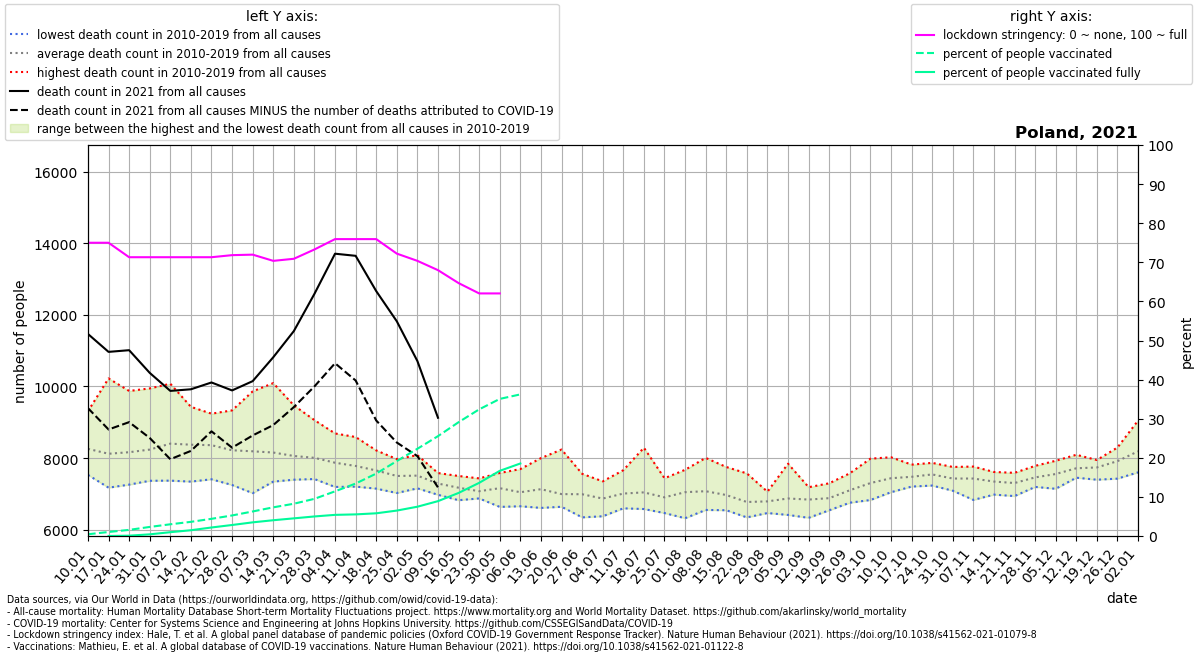 left Y axis:
lowest death count in 2010-2019 from all causes
average death count in 2010-2019 from all causes
highest death count in 2010-2019 from all causes
death count in 2021 from all causes
death count in 2021 from all causes MINUS the number of deaths attributed to COVID-19
range between the highest and the lowest death count from all causes in 2010-2019
right Y axis:
lockdown stringency: 0 ~ none, 100 ~ full
percent of people vaccinated
percent of people vaccinated fully
Poland, 2021
number of people
16000
14000
12000
10000
8000
6000
percent
100
90
80
70
60
50
40
30
20
10
0
10.01 17.01 24.01 31.01 07.02 14.02 21.02 28.02 07.03 14.03 21.03 28.03 04.04 11.04 18.04 25.04 02.05 09.05 16.05 23.05 30.05 06.06 13.06 20.06 27.06 04.07 11.07 18.07 25.07 01.08 08.08 15.08 22.08 29.08 05.09 12.09 19.09 26.09 03.10 10.10 17.10 24.10 31.10 07.11 14.11 21.11 28.11 05.12 12.12 19.12 26.12 02.01
date
Data sources, via Our World in Data (https://ourworldindata.org, https://github.com/owid/covid-19-data):
- All-cause mortality: Human Mortality Database Short-term Mortality Fluctuations project. https://www.mortality.org and World Mortality Dataset. https://github.com/akarlinsky/world_mortality
- COVID-19 mortality: Center for Systems Science and Engineering at Johns Hopkins University. https://github.com/CSSEGISandData/COVID-19
- Lockdown stringency index: Hale, T. et al. A global panel database of pandemic policies (Oxford COVID-19 Government Response Tracker). Nature Human Behaviour (2021). https://doi.org/10.1038/s41562-021-01079-8
- Vaccinations: Mathieu, E. et al. A global database of COVID-19 vaccinations. Nature Human Behaviour (2021). https://doi.org/10.1038/s41562-021-01122-8